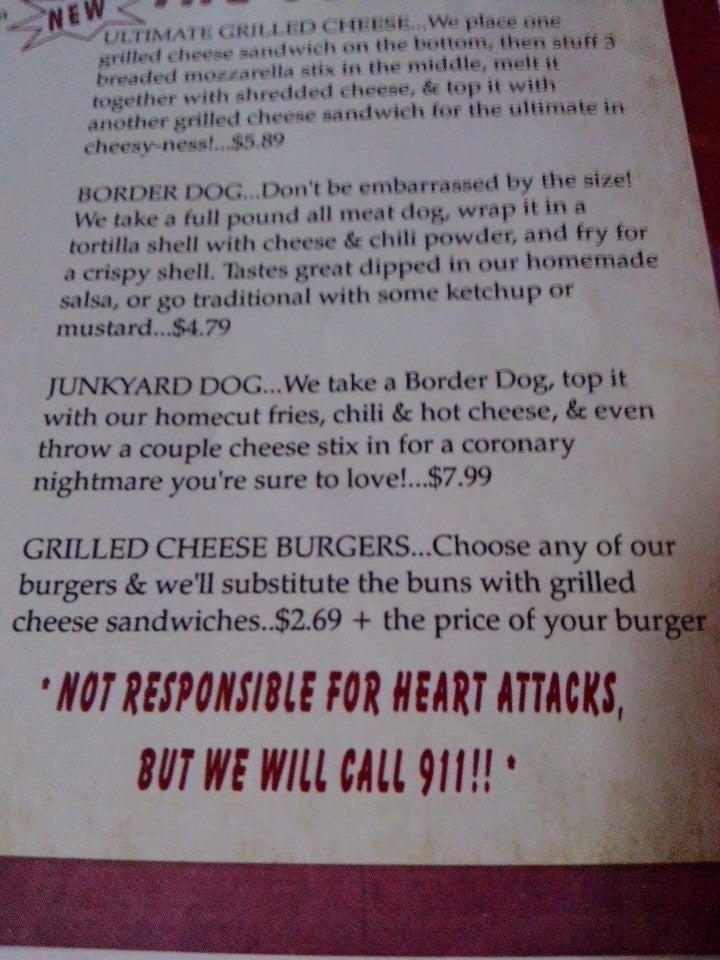 NEW
ULTIMATE GRILLED CHEESE...We place one
grilled cheese sandwich on the bottom, then stuff 3
breaded mozzarella stix in the middle, melt it
together with shredded cheese, & top it with
another grilled cheese sandwich for the ultimate in
cheesy-ness!...$5.89
BORDER DOG...Don't be embarrassed by the size!
We take a full pound all meat dog, wrap it in a
tortilla shell with cheese & chili powder, and fry for
a crispy shell. Tastes great dipped in our homemade
salsa, or go traditional with some ketchup or
mustard...$4.79
JUNKYARD DOG...We take a Border Dog, top it
with our homecut fries, chili & hot cheese, & even
throw a couple cheese stix in for a coronary
nightmare you're sure to love!...$7.99
GRILLED CHEESE BURGERS...Choose any of our
burgers & we'll substitute the buns with grilled
cheese sandwiches..$2.69 + the price of your burger
* NOT RESPONSIBLE FOR HEART ATTACKS,
BUT WE WILL CALL 911!! *